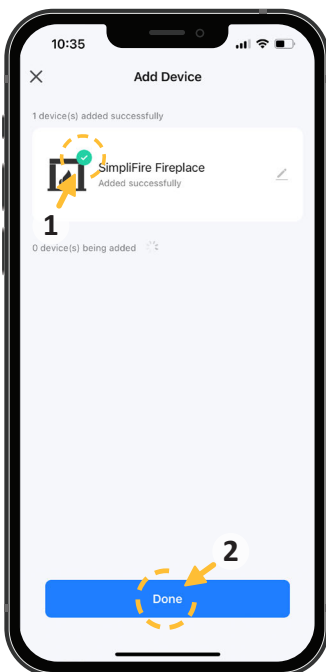 10:35
Add Device
1 device(s) added successfully
SimpliFire Fireplace
Added successfully
1
0 device(s) being added
2
Done